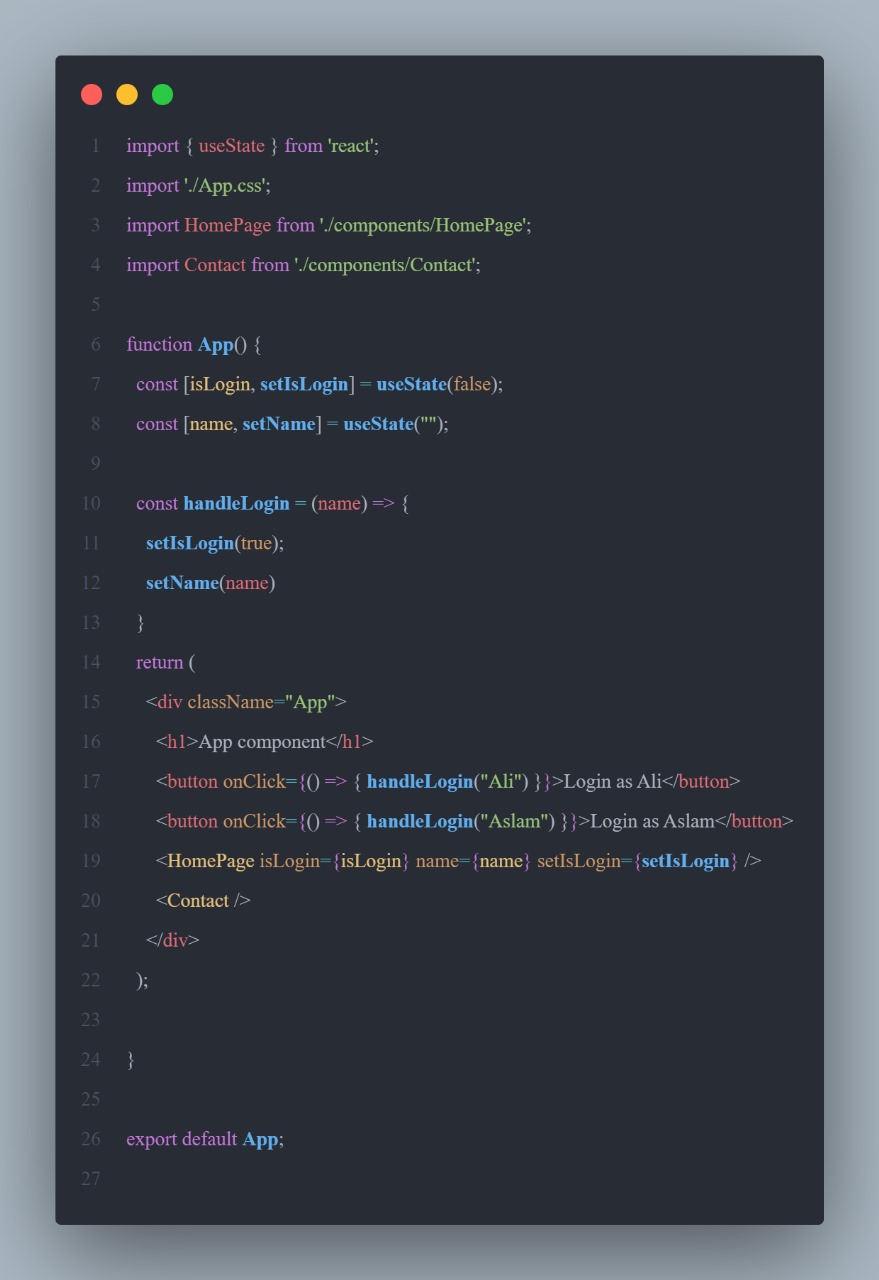 1 import { useState } from 'react';
2 import './App.css';
3 import HomePage from './components/HomePage';
4 import Contact from './components/Contact';
5
6 function App() {
7   const [isLogin, setIsLogin] = useState(false);
8   const [name, setName] = useState("");
9
10   const handleLogin = (name) => {
11     setIsLogin(true);
12     setName(name)
13   }
14   return (
15     <div className="App">
16       <h1>App component</h1>
17       <button onClick={() => { handleLogin("Ali") }}>Login as Ali</button>
18       <button onClick={() => { handleLogin("Aslam") }}>Login as Aslam</button>
19       <HomePage isLogin={isLogin} name={name} setIsLogin={setIsLogin} />
20       <Contact />
21     </div>
22   );
23
24 }
25
26 export default App;
27